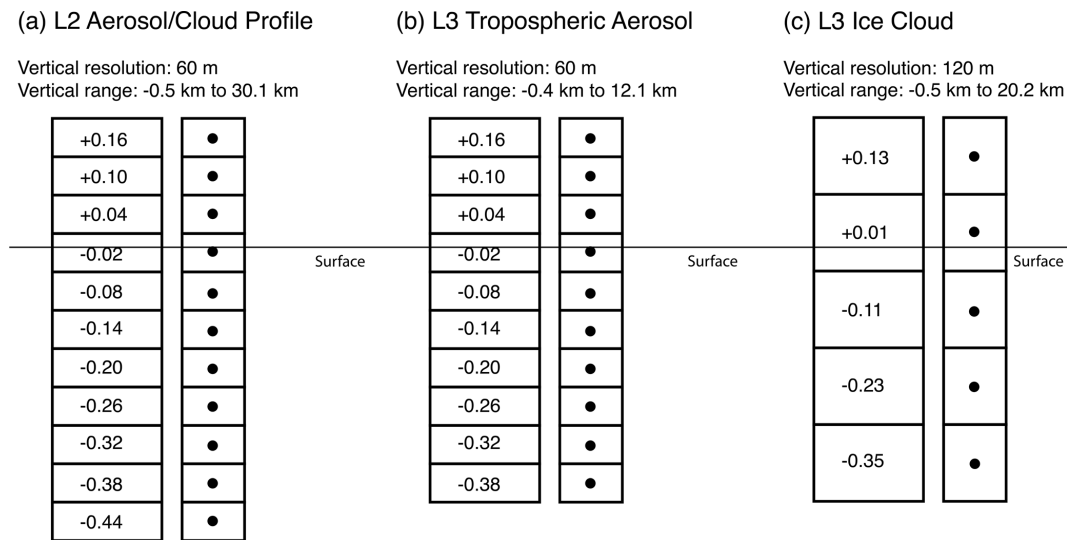 (a) L2 Aerosol/Cloud Profile
Vertical resolution: 60 m
Vertical range: -0.5 km to 30.1 km
+0.16
+0.10
+0.04
-0.02
-0.08
-0.14
-0.20
-0.26
-0.32
-0.38
-0.44
Surface
(b) L3 Tropospheric Aerosol
Vertical resolution: 60 m
Vertical range: -0.4 km to 12.1 km
+0.16
+0.10
+0.04
-0.02
-0.08
-0.14
-0.20
-0.26
-0.32
-0.38
Surface
(c) L3 Ice Cloud
Vertical resolution: 120 m
Vertical range: -0.5 km to 20.2 km
+0.13
+0.01
-0.11
-0.23
-0.35
Surface